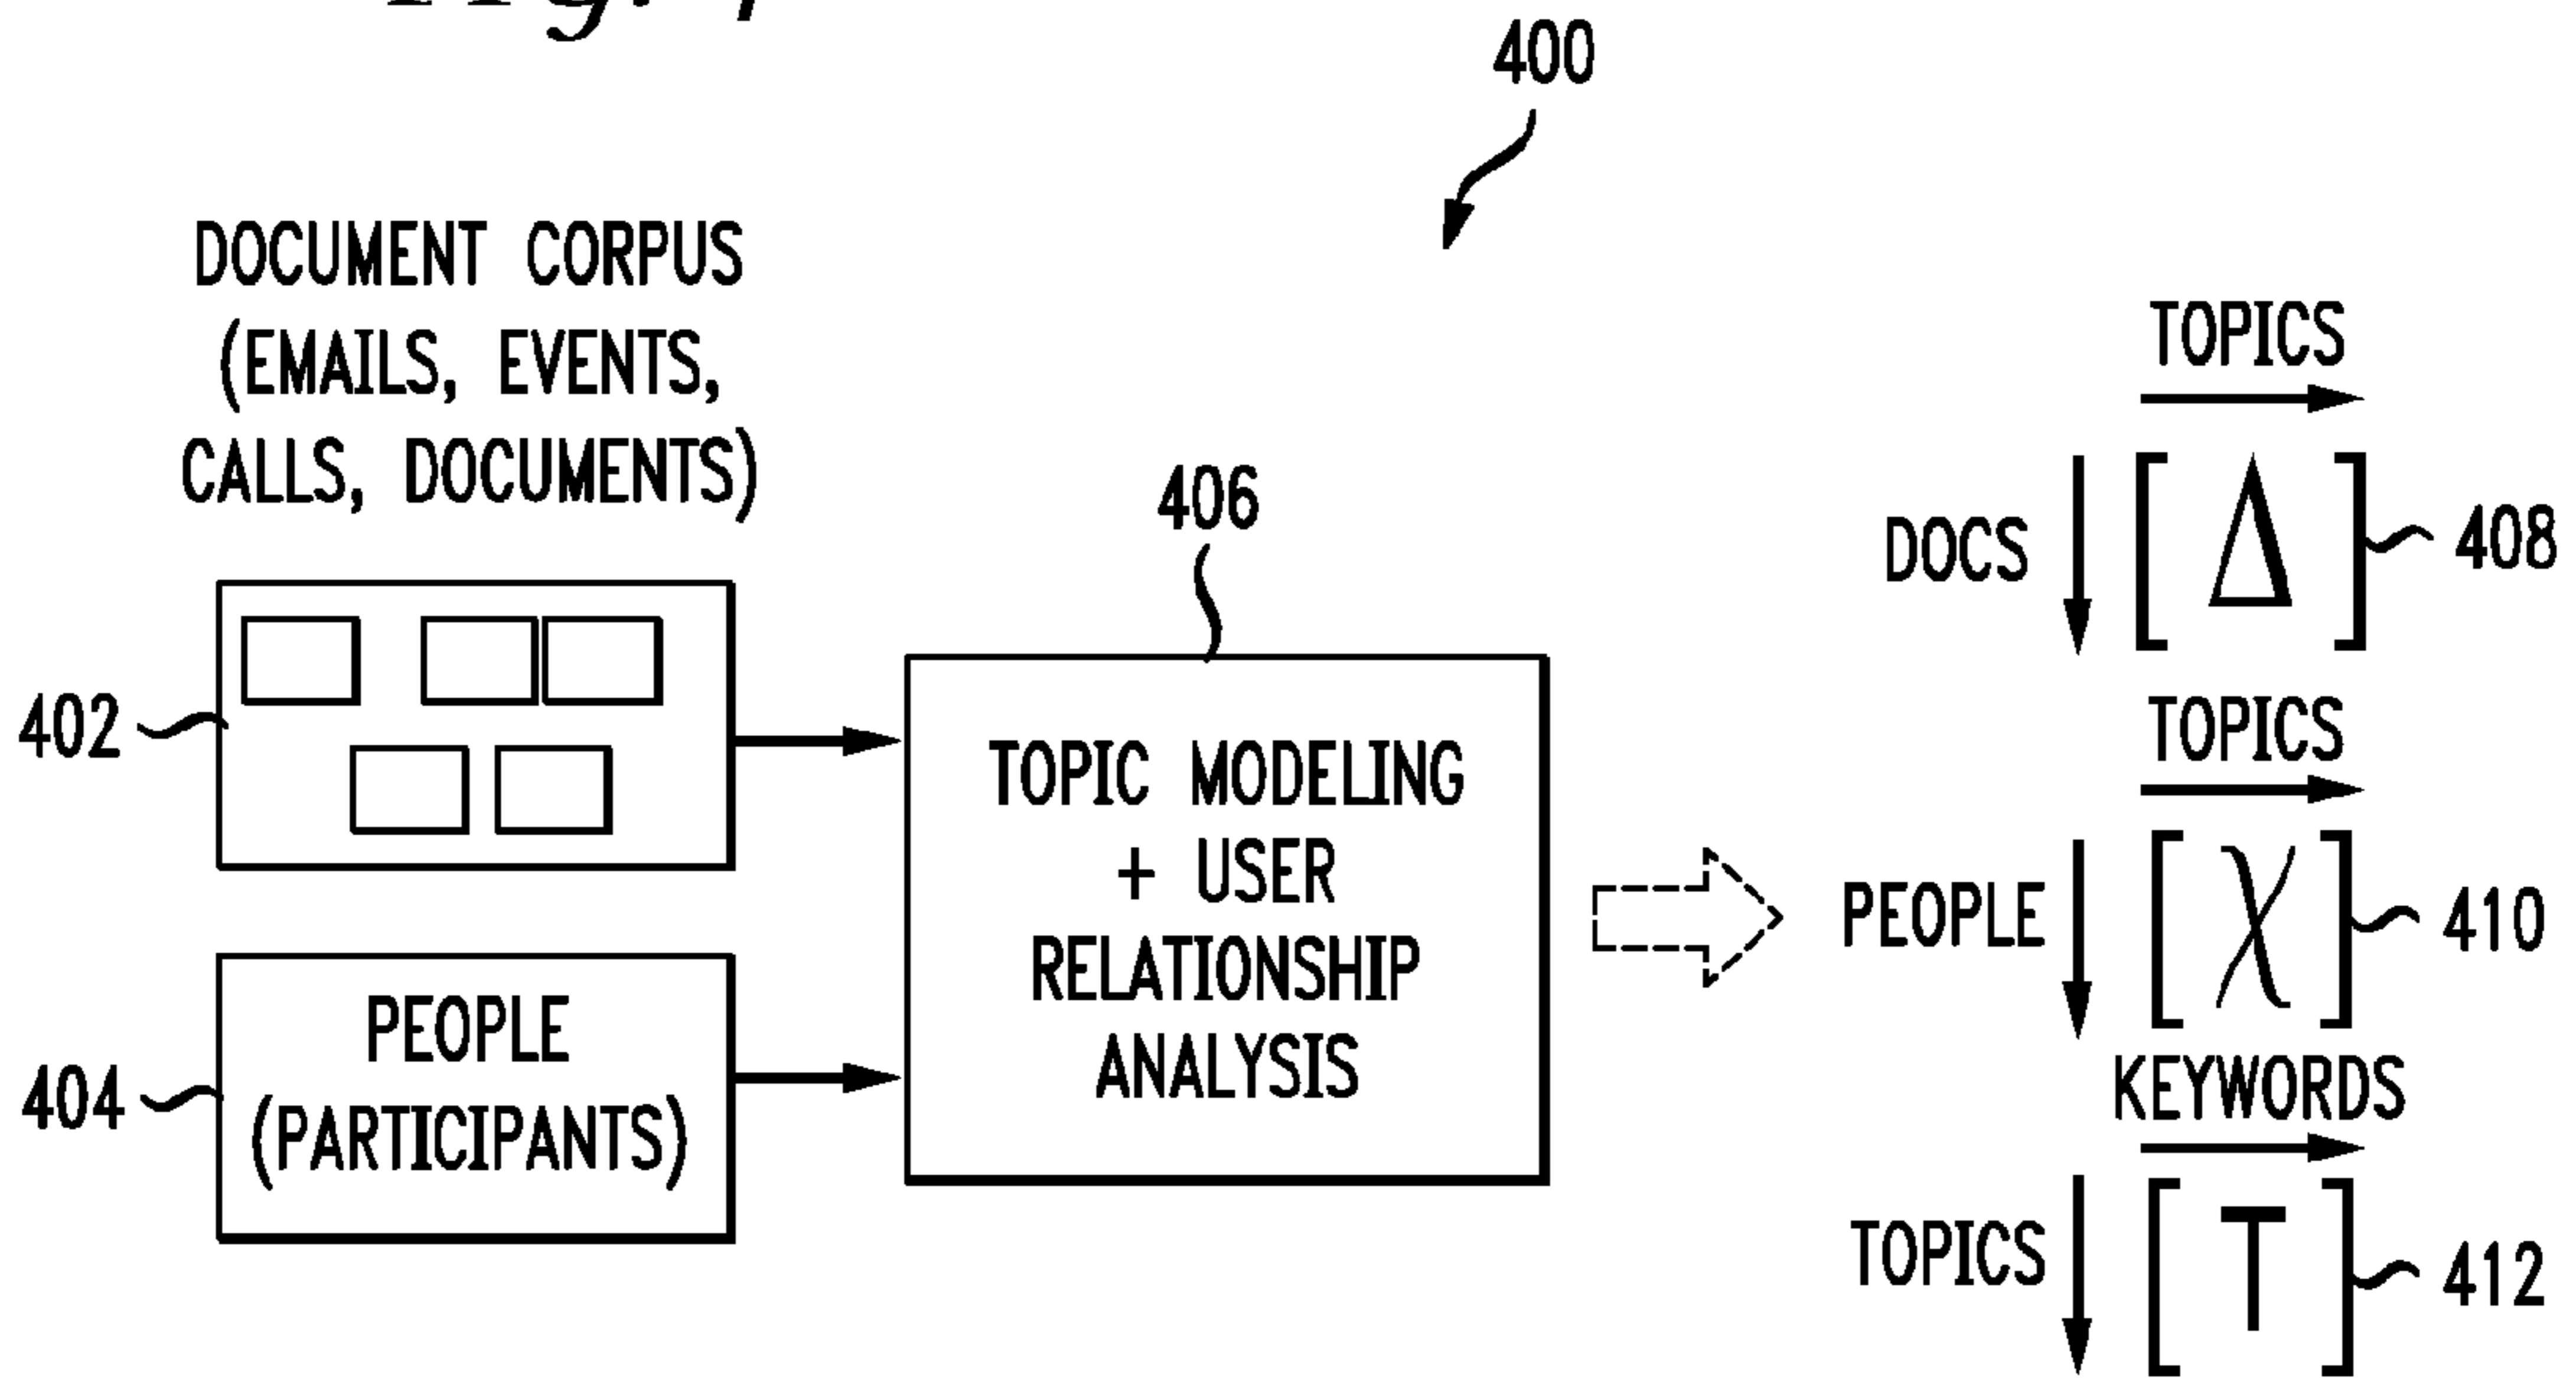 400
DOCUMENT CORPUS
(EMAILS, EVENTS,
CALLS, DOCUMENTS)
402
PEOPLE
(PARTICIPANTS)
404
406
TOPIC MODELING
+ USER
RELATIONSHIP
ANALYSIS
TOPICS
DOCS
[Δ]
408
TOPICS
PEOPLE
[χ]
410
KEYWORDS
TOPICS
[T]
412